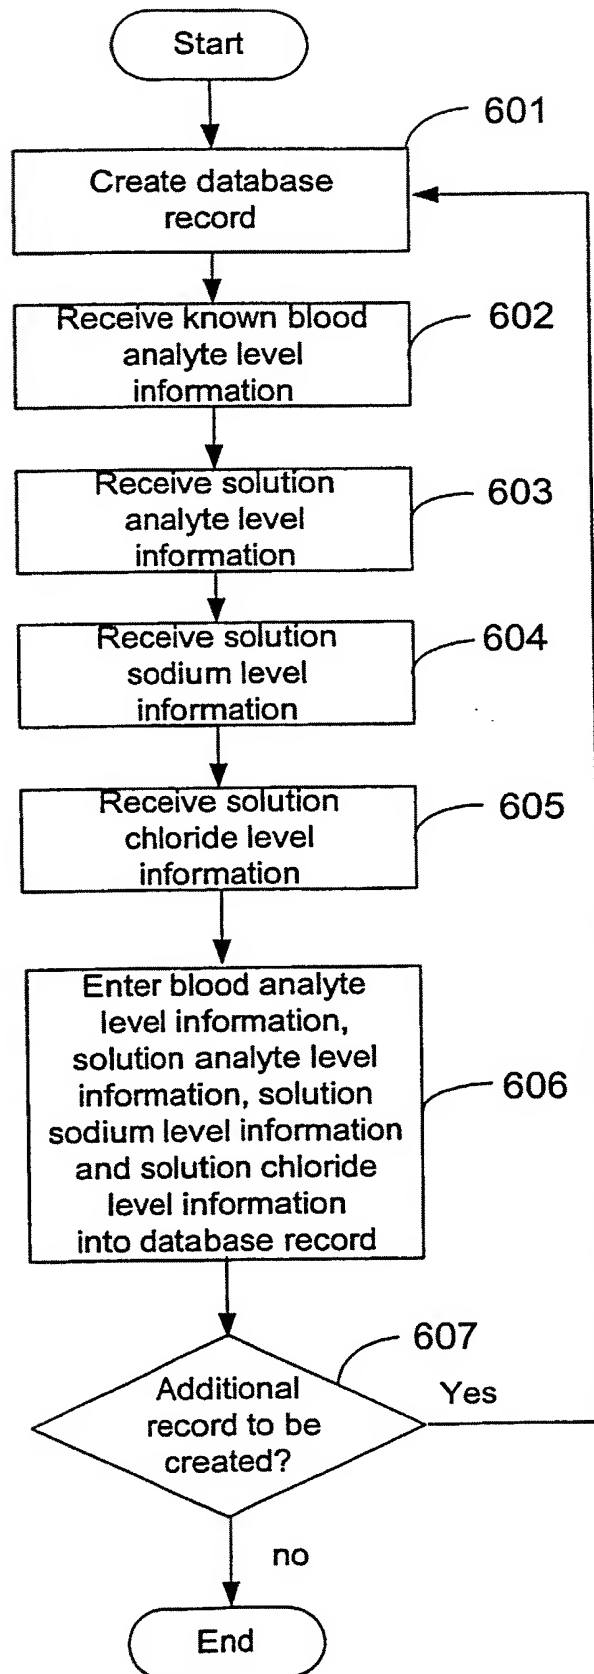 Start
601
Create database
record
602
Receive known blood
analyte level
information
603
Receive solution
analyte level
information
604
Receive solution
sodium level
information
605
Receive solution
chloride level
information
606
Enter blood analyte
level information,
solution analyte level
information, solution
sodium level information
and solution chloride
level information
into database record
607
Additional
record to be
created?
Yes
no
End